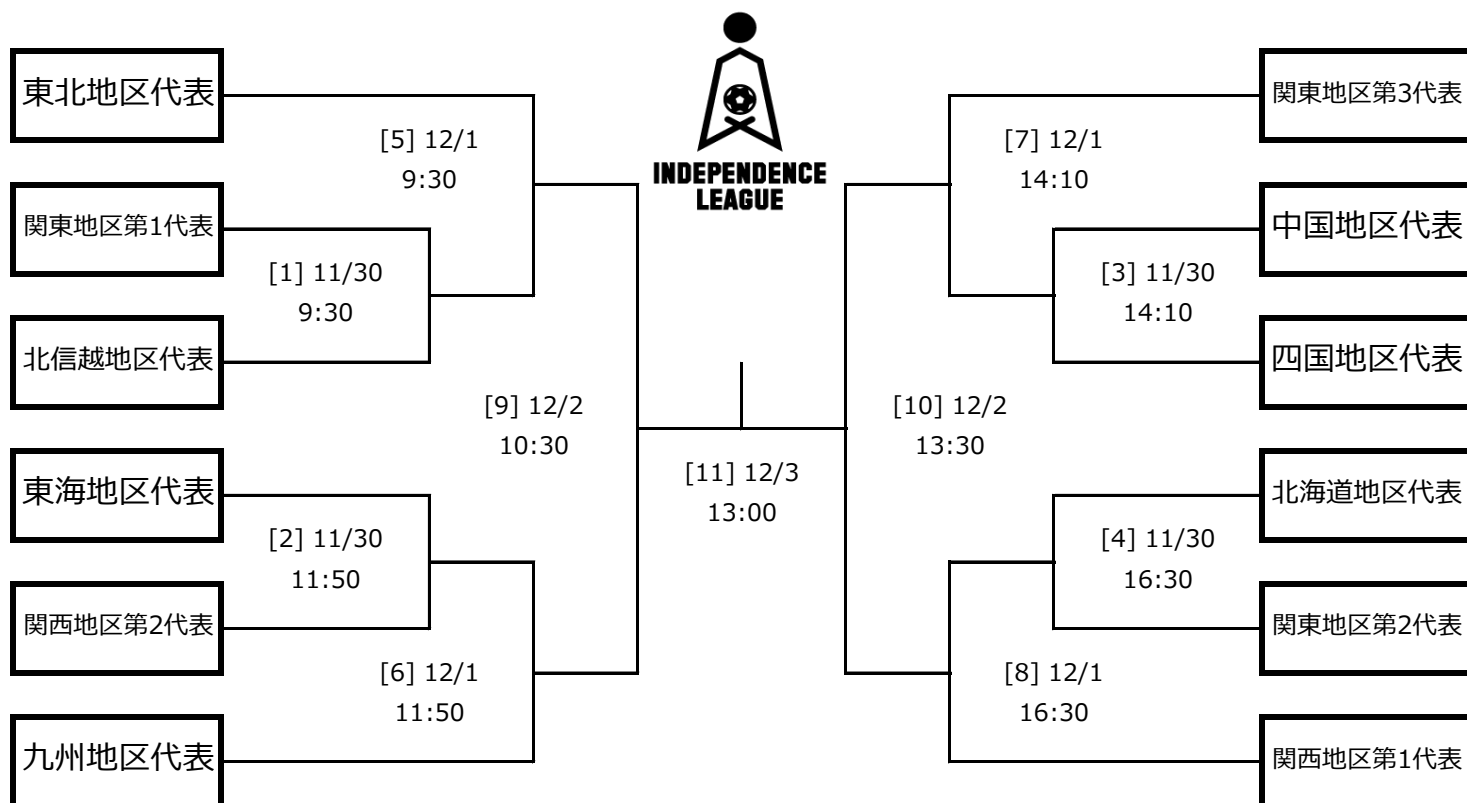 東北地区代表
[5] 12/1
9:30
関東地区第1代表
[1] 11/30
9:30
北信越地区代表
[9] 12/2
10:30
東海地区代表
[2] 11/30
11:50
関西地区第2代表
[6] 12/1
11:50
九州地区代表
INDEPENDENCE
LEAGUE
[11] 12/3
13:00
関東地区第3代表
[7] 12/1
14:10
中国地区代表
[3] 11/30
14:10
四国地区代表
[10] 12/2
13:30
北海道地区代表
[4] 11/30
16:30
関東地区第2代表
[8] 12/1
16:30
関西地区第1代表